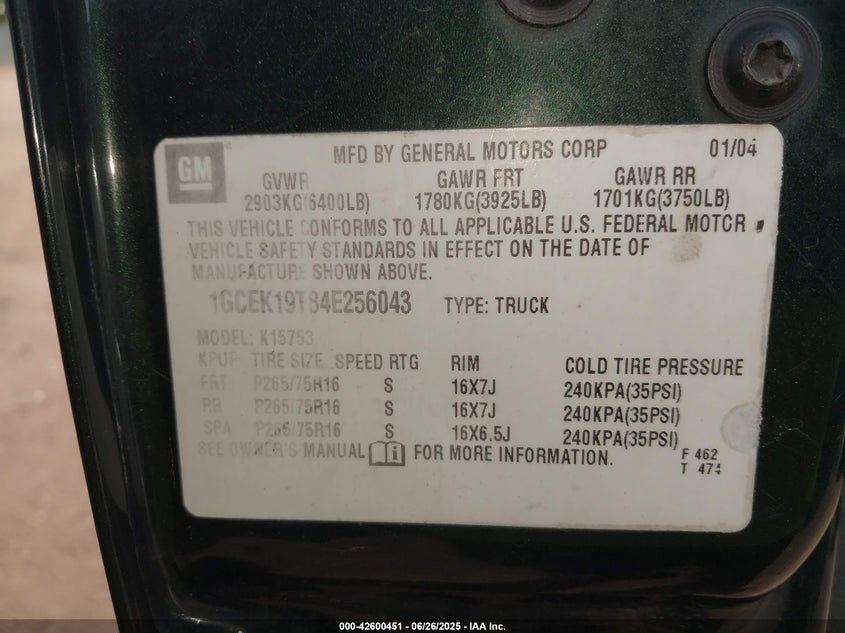 GM
MFD BY GENERAL MOTORS CORP 01/04
GVWR GAWR FRT GAWR RR
2903KG(6400LB) 1780KG(3925LB) 1701KG(3750LB)
THIS VEHICLE CONFORMS TO ALL APPLICABLE U.S. FEDERAL MOTOR
VEHICLE SAFETY STANDARDS IN EFFECT ON THE DATE OF
MANUFACTURE SHOWN ABOVE.
1GCEK19T84E256043 TYPE: TRUCK
MODEL: K15753
KPUP TIRE SIZE SPEED RTG RIM COLD TIRE PRESSURE
FRT P265/75R16 S 16X7J 240KPA(35PSI)
RR P265/75R16 S 16X7J 240KPA(35PSI)
SPA P265/75R16 S 16X6.5J 240KPA(35PSI)
SEE OWNER'S MANUAL FOR MORE INFORMATION.
F 462
T 474
000-42600451 - 06/26/2025 - IAA Inc.